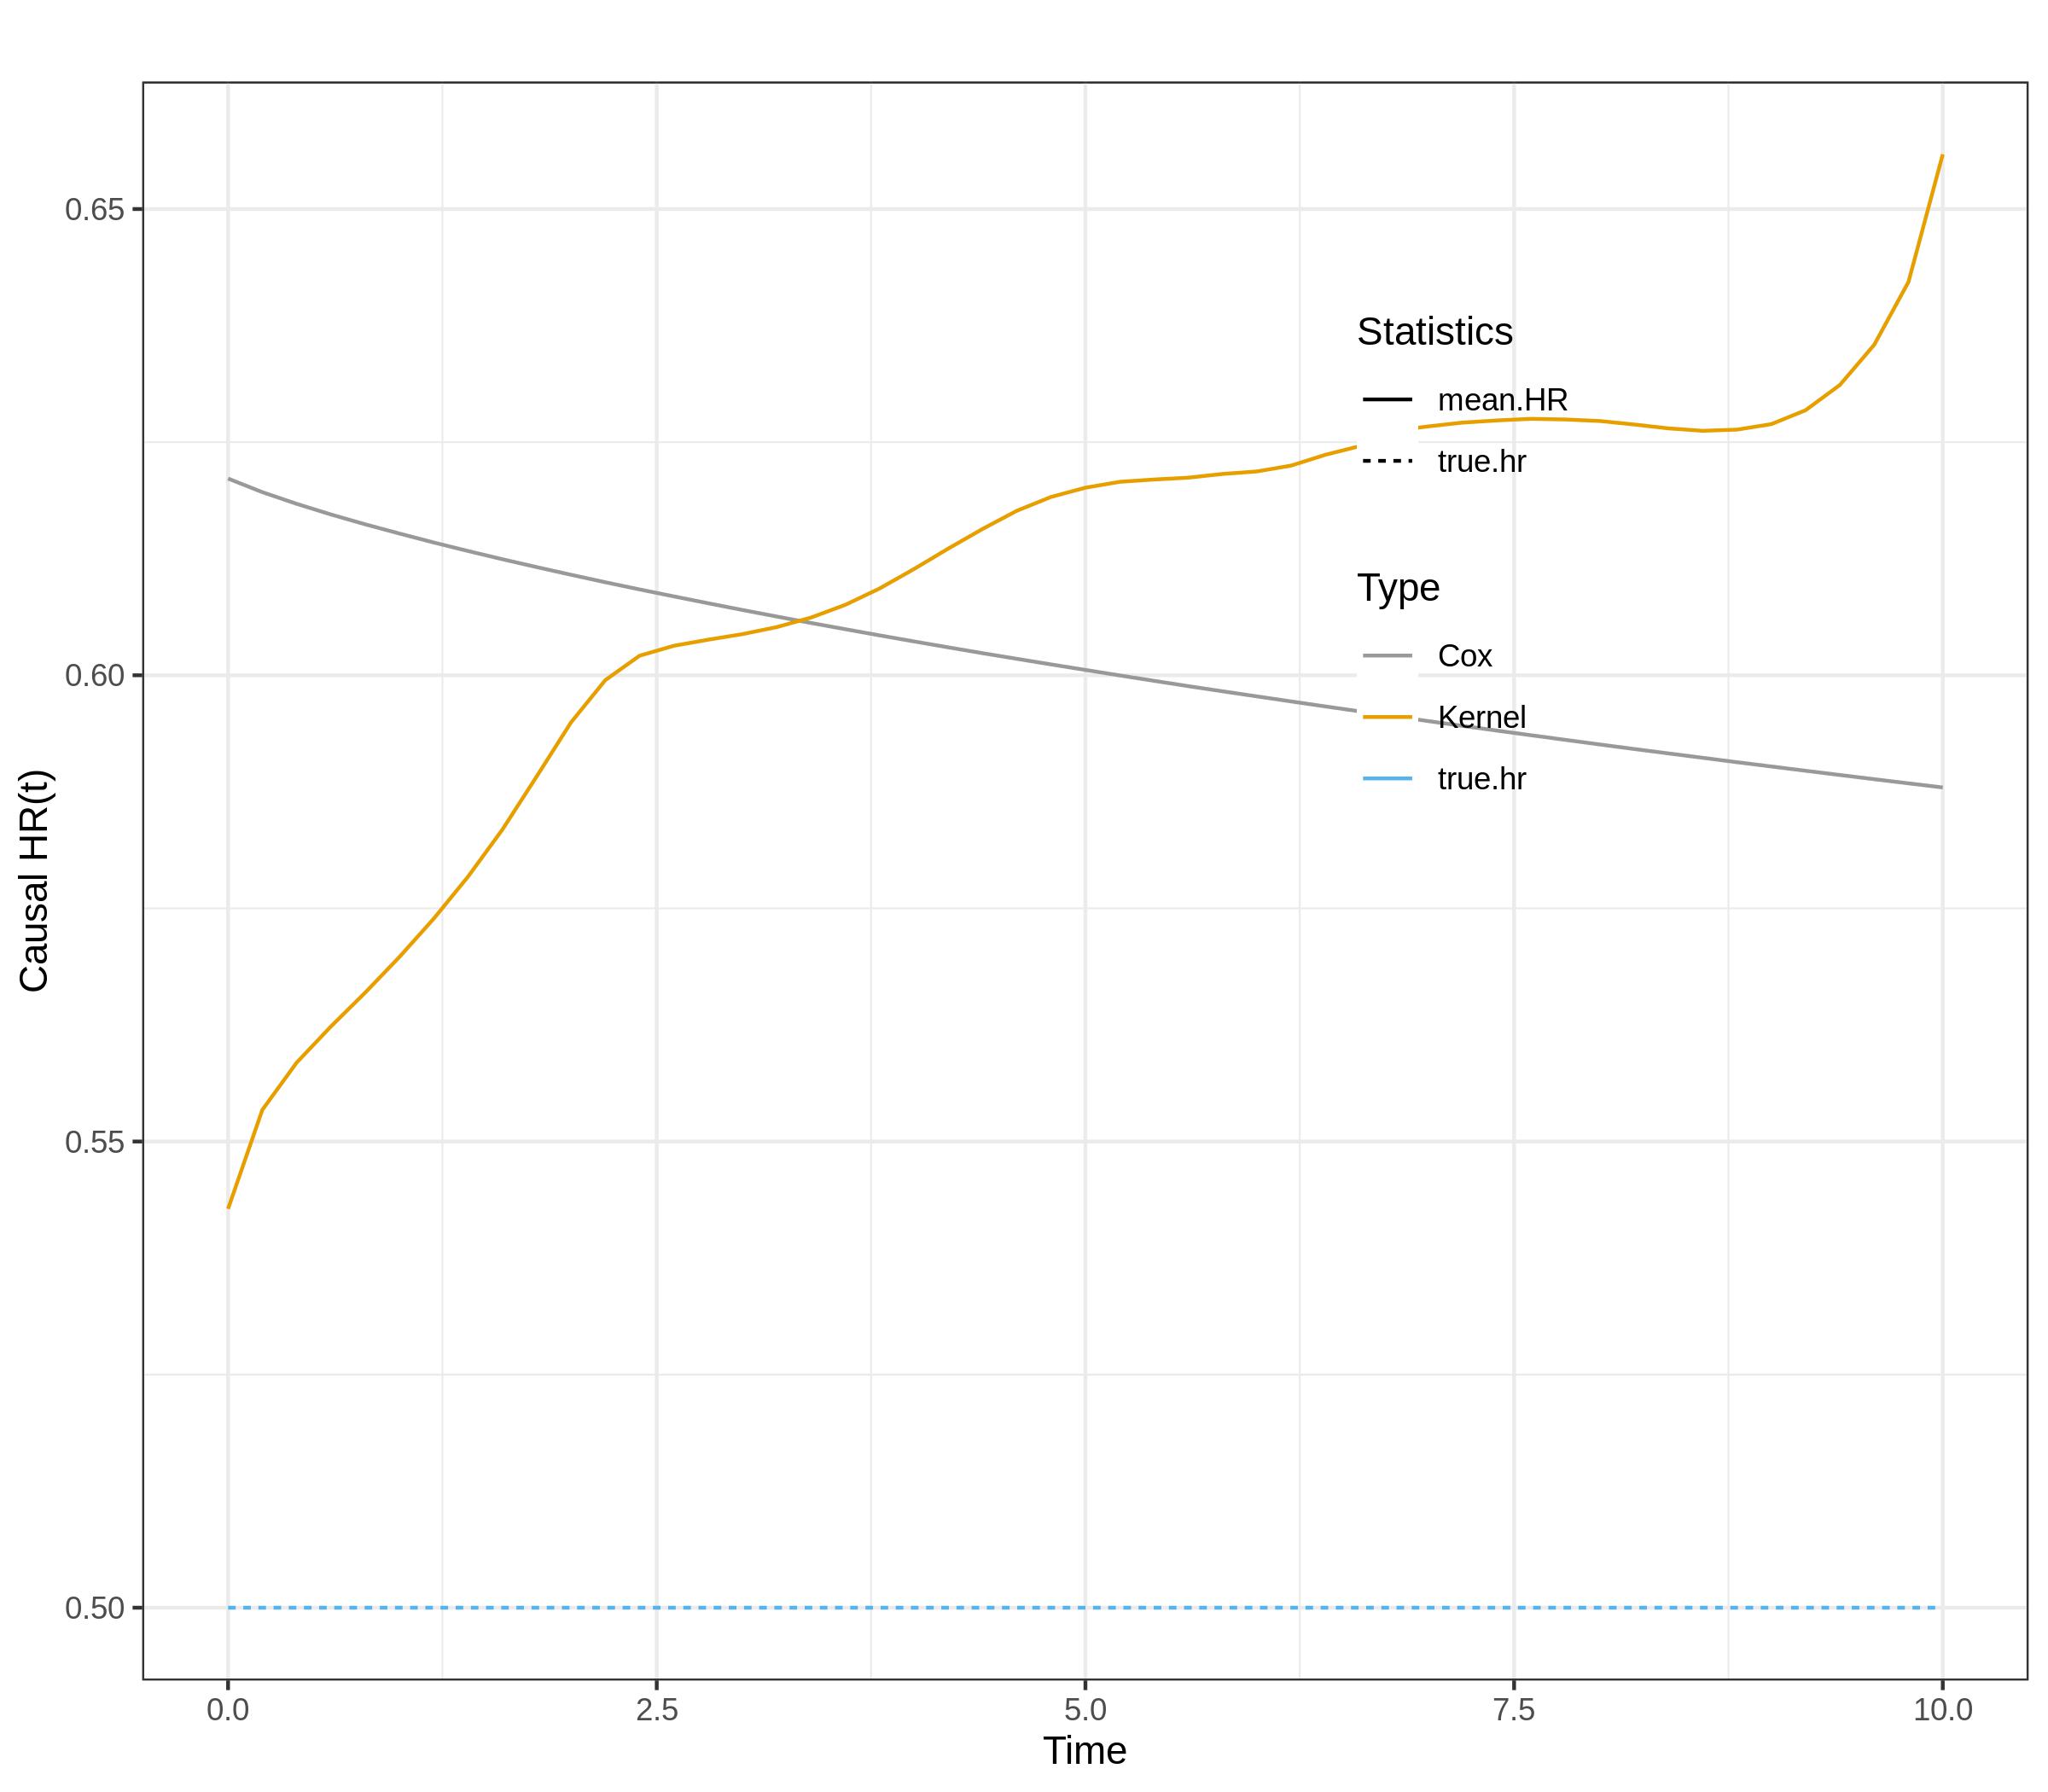 0.65
0.60
0.55
0.50
Causal HR(t)
Statistics
mean.HR
true.hr
Type
Cox
Kernel
true.hr
0.0
2.5
5.0
7.5
10.0
Time